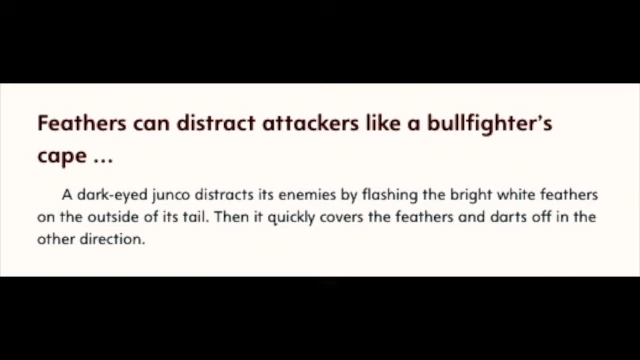 Feathers can distract attackers like a bullfighter's
cape ...
A dark-eyed junco distracts its enemies by flashing the bright white feathers
on the outside of its tail. Then it quickly covers the feathers and darts off in the
other direction.